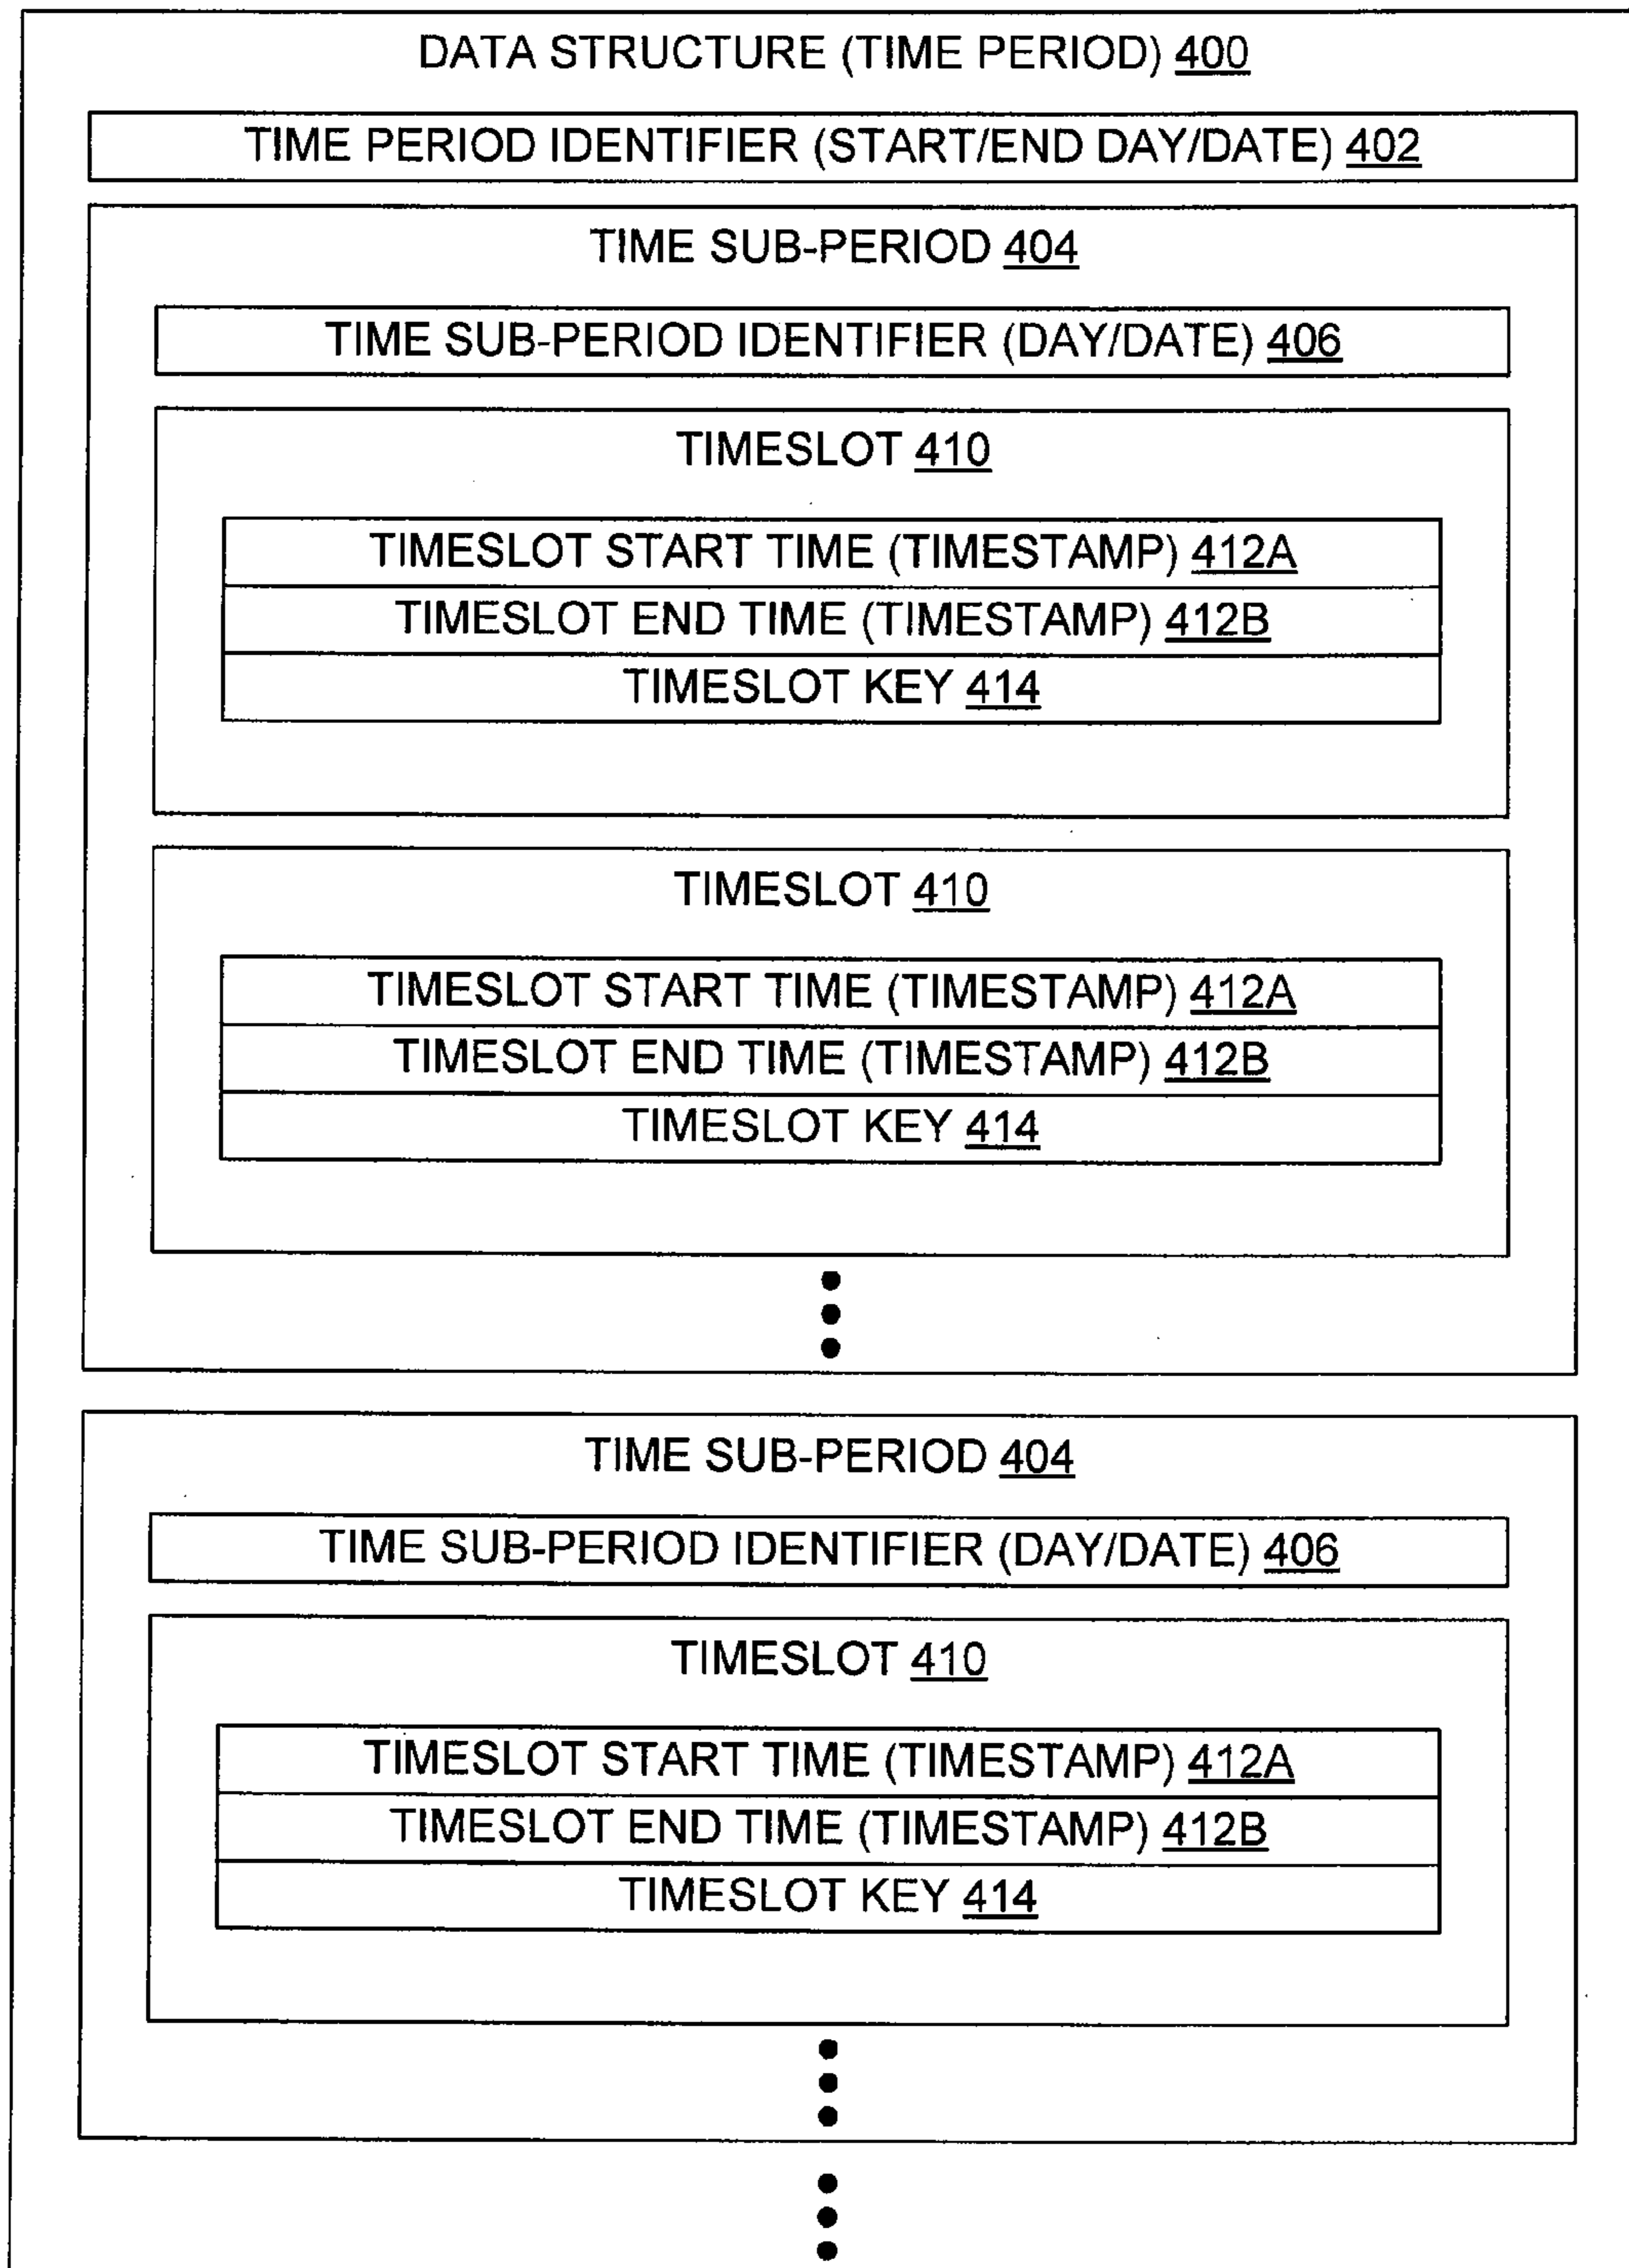 DATA STRUCTURE (TIME PERIOD) 400
TIME PERIOD IDENTIFIER (START/END DAY/DATE) 402
TIME SUB-PERIOD 404
TIME SUB-PERIOD IDENTIFIER (DAY/DATE) 406
TIMESLOT 410
TIMESLOT START TIME (TIMESTAMP) 412A
TIMESLOT END TIME (TIMESTAMP) 412B
TIMESLOT KEY 414
TIMESLOT 410
TIMESLOT START TIME (TIMESTAMP) 412A
TIMESLOT END TIME (TIMESTAMP) 412B
TIMESLOT KEY 414
TIME SUB-PERIOD 404
TIME SUB-PERIOD IDENTIFIER (DAY/DATE) 406
TIMESLOT 410
TIMESLOT START TIME (TIMESTAMP) 412A
TIMESLOT END TIME (TIMESTAMP) 412B
TIMESLOT KEY 414